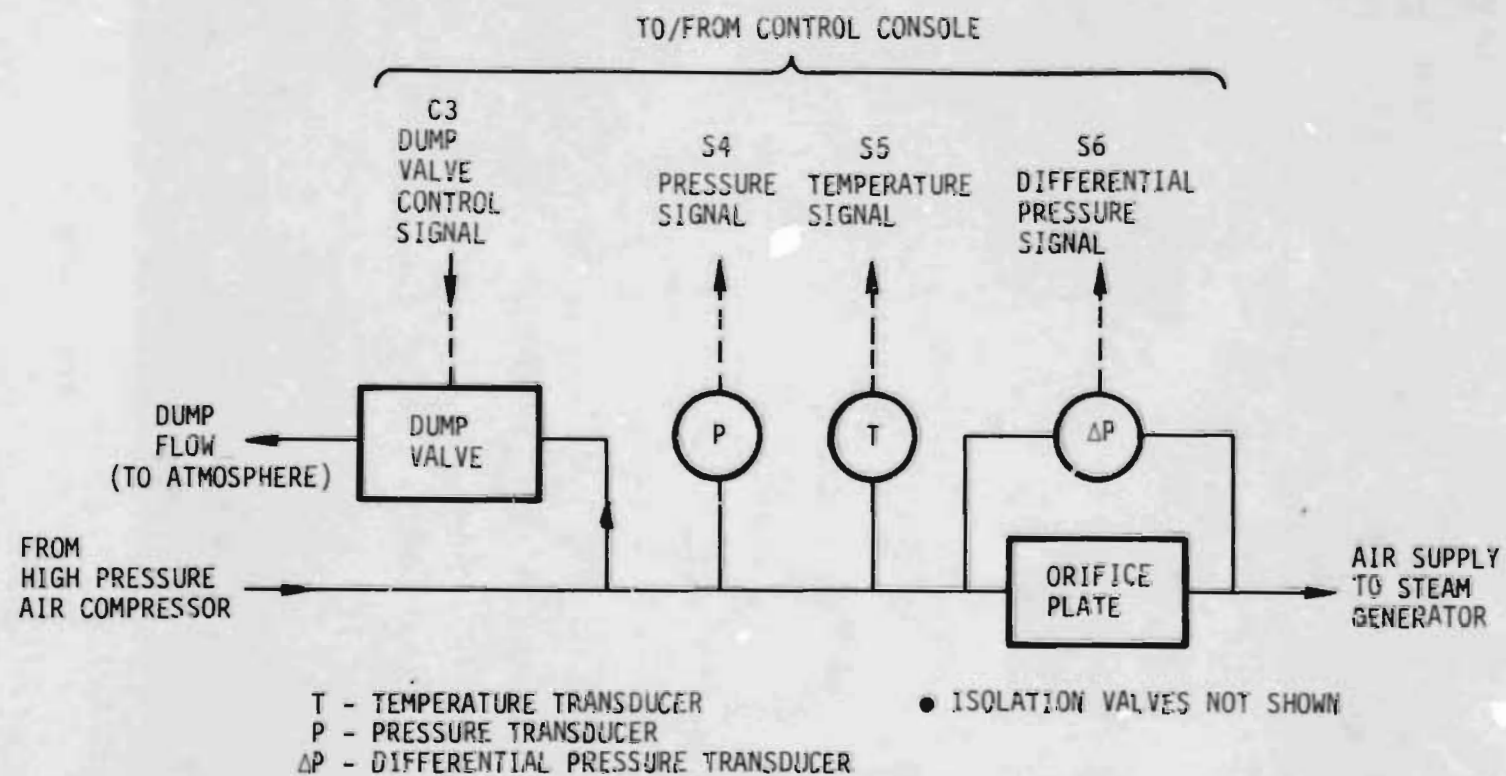 TO/FROM CONTROL CONSOLE
C3
DUMP
VALVE
CONTROL
SIGNAL
S4
PRESSURE
SIGNAL
S5
TEMPERATURE
SIGNAL
S6
DIFFERENTIAL
PRESSURE
SIGNAL
DUMP
FLOW
(TO ATMOSPHERE)
DUMP
VALVE
P
T
ΔP
FROM
HIGH PRESSURE
AIR COMPRESSOR
ORIFICE
PLATE
AIR SUPPLY
TO STEAM
GENERATOR
T - TEMPERATURE TRANSDUCER
P - PRESSURE TRANSDUCER
ΔP - DIFFERENTIAL PRESSURE TRANSDUCER
● ISOLATION VALVES NOT SHOWN